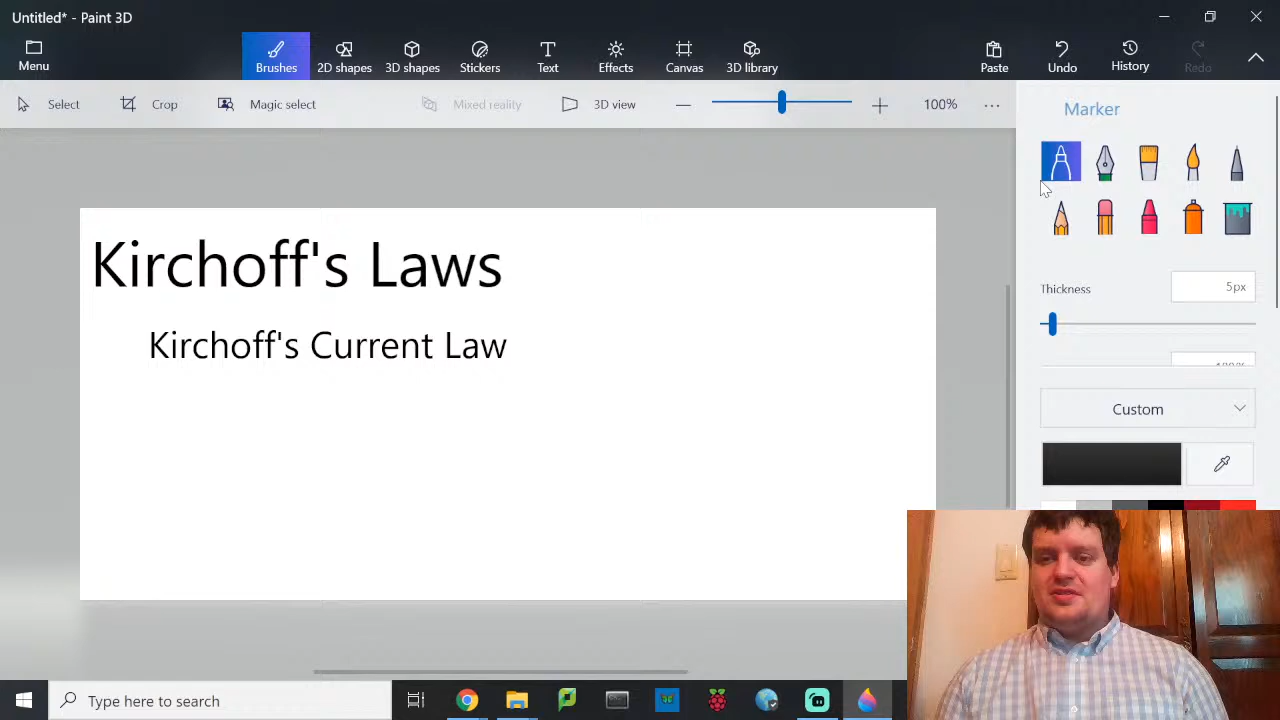 Untitled* - Paint 3D
Menu
Brushes
2D shapes
3D shapes
Stickers
Text
Effects
Canvas
3D library
Paste
Undo
History
Redo
Select
Crop
Magic select
Mixed reality
3D view
100%
Marker
Thickness
5px
Custom
Kirchoff's Laws
Kirchoff's Current Law
Type here to search